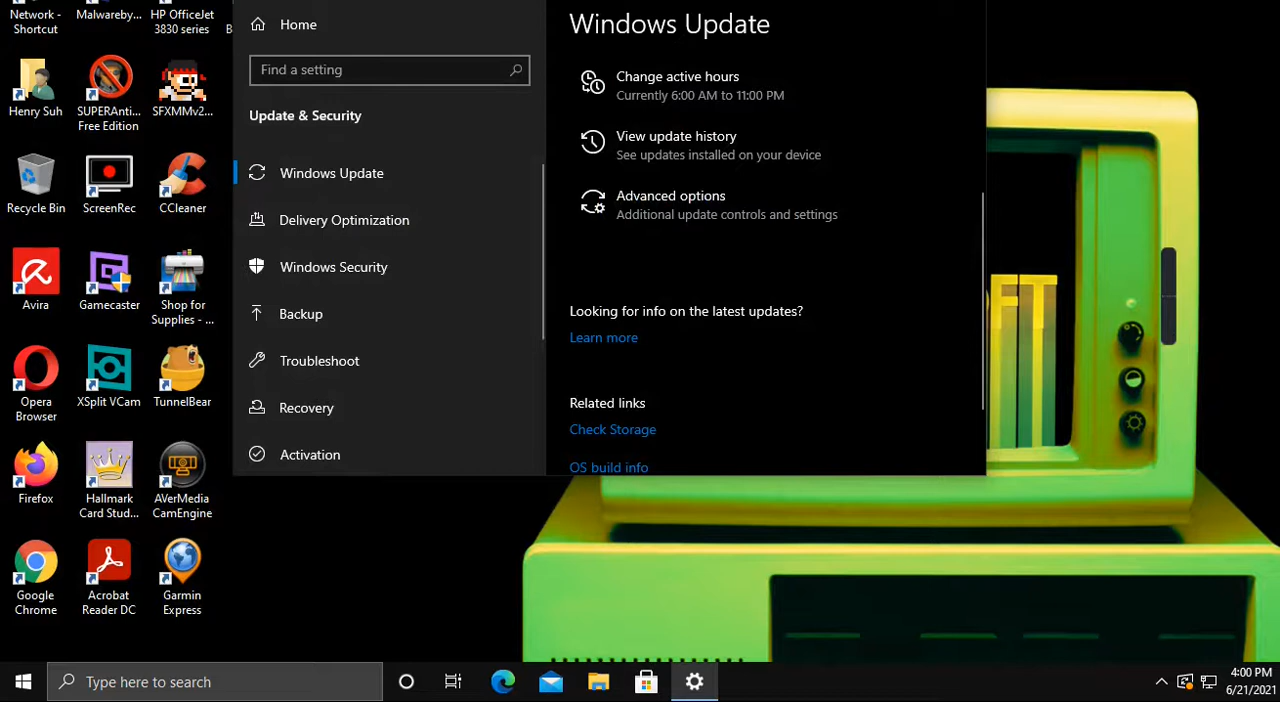 Network -
Shortcut
Malwareby...
HP OfficeJet
3830 series
B
Henry Suh
SUPERAnti...
Free Edition
SFXMMv2...
Recycle Bin
ScreenRec
CCleaner
Avira
Gamecaster
Shop for
Supplies - ...
Opera
Browser
XSplit VCam
TunnelBear
Firefox
Hallmark
Card Stud...
AVerMedia
CamEngine
Google
Chrome
Acrobat
Reader DC
Garmin
Express
Home
Find a setting
Update & Security
Windows Update
Delivery Optimization
Windows Security
Backup
Troubleshoot
Recovery
Activation
Windows Update
Change active hours
Currently 6:00 AM to 11:00 PM
View update history
See updates installed on your device
Advanced options
Additional update controls and settings
Looking for info on the latest updates?
Learn more
Related links
Check Storage
OS build info
FT
Type here to search
4:00 PM
6/21/2021